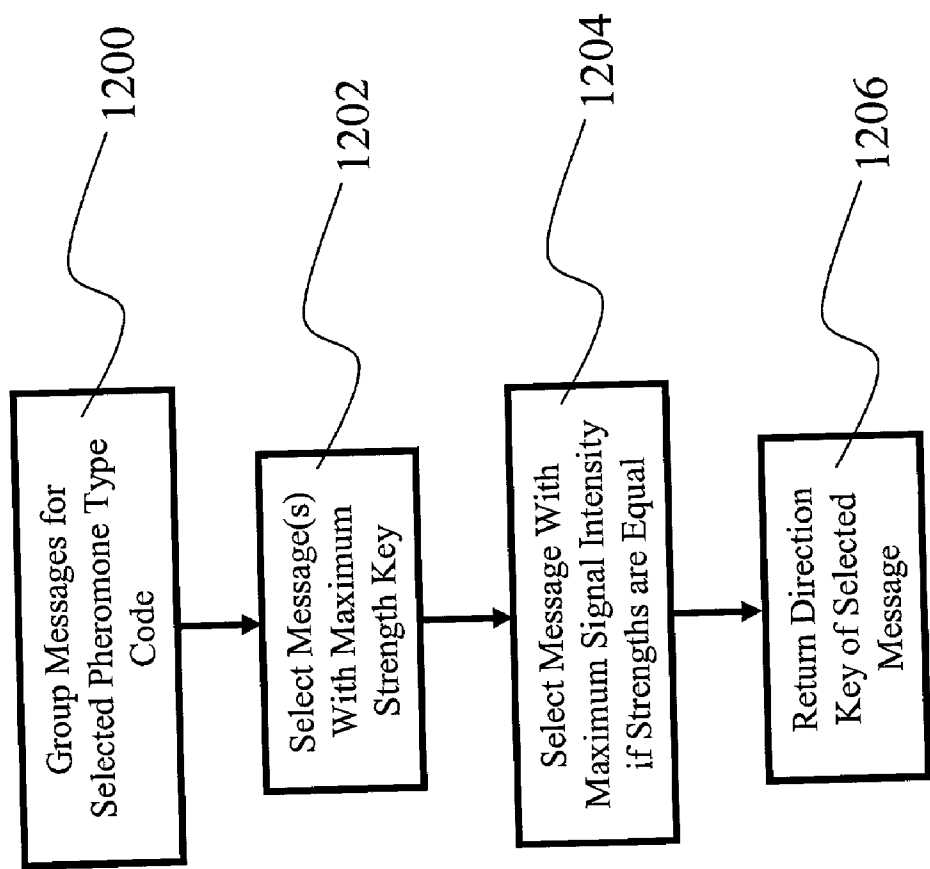 Group Messages for
Selected Pheromone Type
Code
1200
Select Message(s)
With Maximum
Strength Key
1202
Select Message With
Maximum Signal Intensity
if Strengths are Equal
1204
Return Direction
Key of Selected
Message
1206